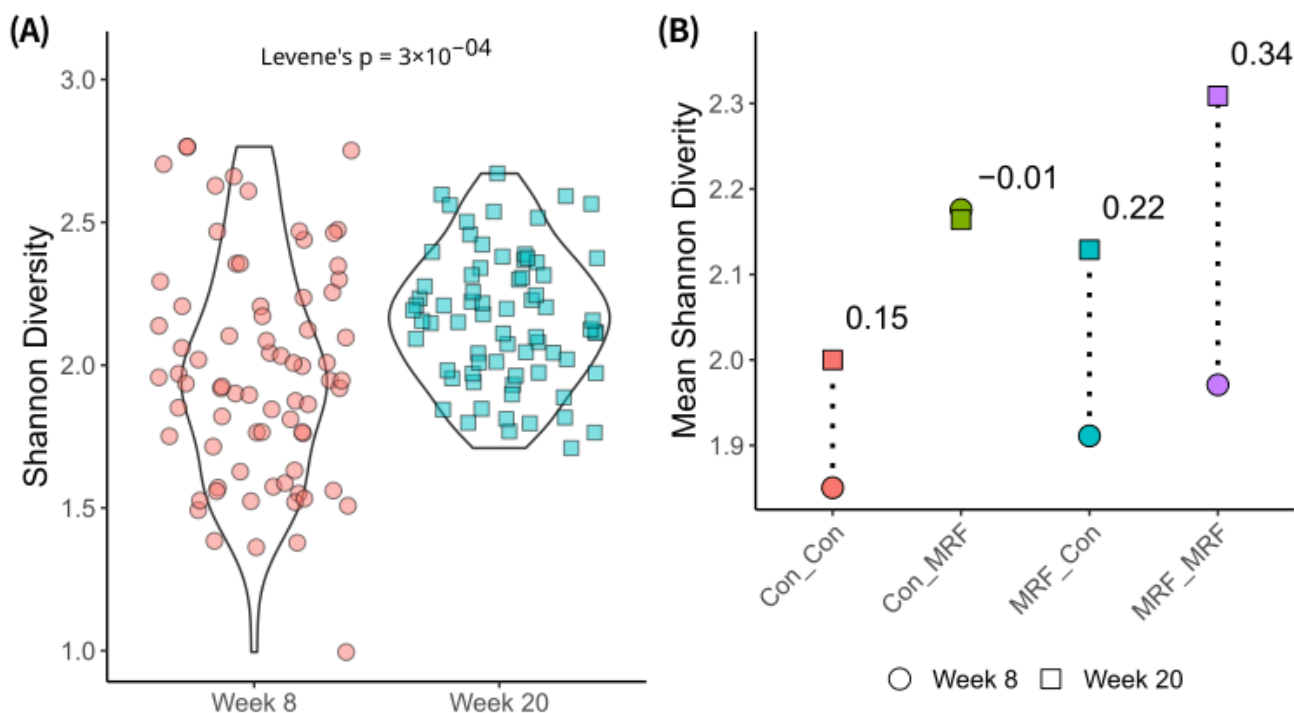 (A)
Levene's p = 3×10⁻⁰⁴
Shannon Diversity
3.0
2.5
2.0
1.5
1.0
Week 8
Week 20
(B)
Mean Shannon Diverity
2.3
2.2
2.1
2.0
1.9
0.15
−0.01
0.22
0.34
Con_Con
Con_MRF
MRF_Con
MRF_MRF
Week 8
Week 20